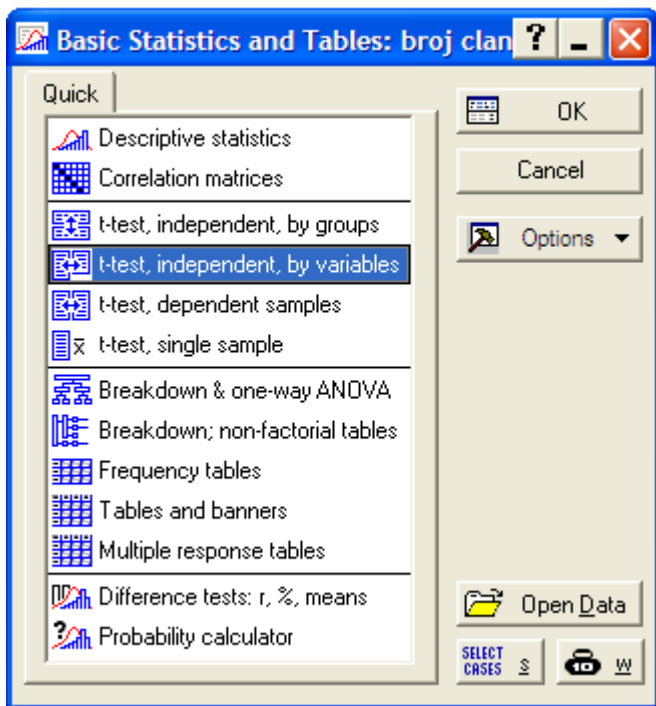 Basic Statistics and Tables: broj clan
Quick
Descriptive statistics
Correlation matrices
t-test, independent, by groups
t-test, independent, by variables
t-test, dependent samples
t-test, single sample
Breakdown & one-way ANOVA
Breakdown; non-factorial tables
Frequency tables
Tables and banners
Multiple response tables
Difference tests: r, %, means
Probability calculator
OK
Cancel
Options
Open Data
SELECT
CASES S
W